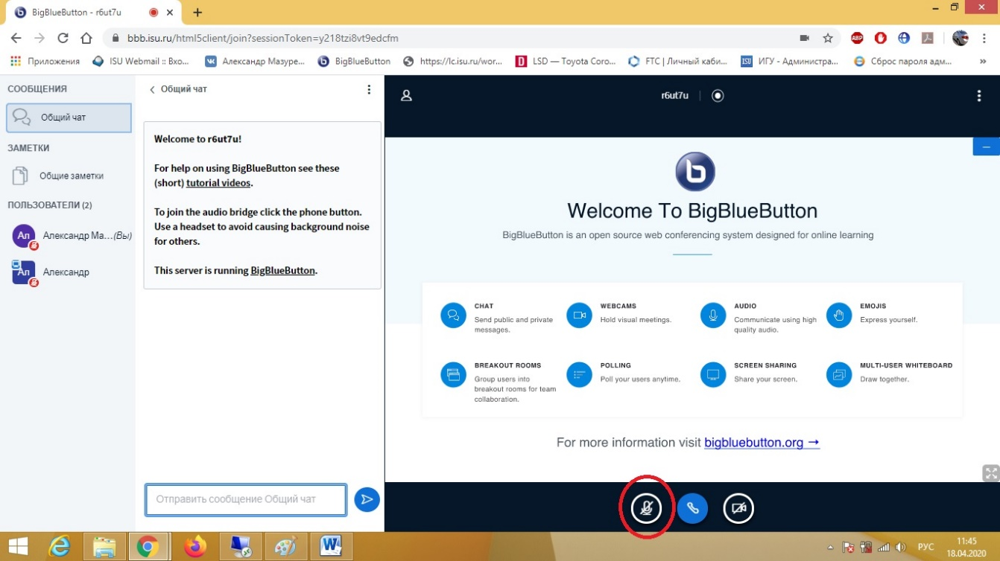 BigBlueButton - r6ut7u
bbb.isu.ru/html5client/join?sessionToken=y218tzi8vt9edcfm
ABP
Приложения
ISU Webmail :: Вхо...
Александр Мазуре...
BigBlueButton
https://lc.isu.ru/wor...
LSD — Toyota Coro...
FTC | Личный каби...
ИГУ - Администра...
Сброс пароля адм...
»
СООБЩЕНИЯ
Общий чат
ЗАМЕТКИ
Общие заметки
ПОЛЬЗОВАТЕЛИ (2)
Ал
Александр Ма...(Вы)
Ал
Александр
Общий чат
Welcome to r6ut7u!
For help on using BigBlueButton see these
(short) tutorial videos.
To join the audio bridge click the phone button.
Use a headset to avoid causing background noise
for others.
This server is running BigBlueButton.
Отправить сообщение Общий чат
r6ut7u
Welcome To BigBlueButton
BigBlueButton is an open source web conferencing system designed for online learning
CHAT
Send public and private
messages.
WEBCAMS
Hold visual meetings.
AUDIO
Communicate using high
quality audio.
EMOJIS
Express yourself.
BREAKOUT ROOMS
Group users into
breakout rooms for team
collaboration.
POLLING
Poll your users anytime.
SCREEN SHARING
Share your screen.
MULTI-USER WHITEBOARD
Draw together.
For more information visit bigbluebutton.org →
РУС
11:45
18.04.2020